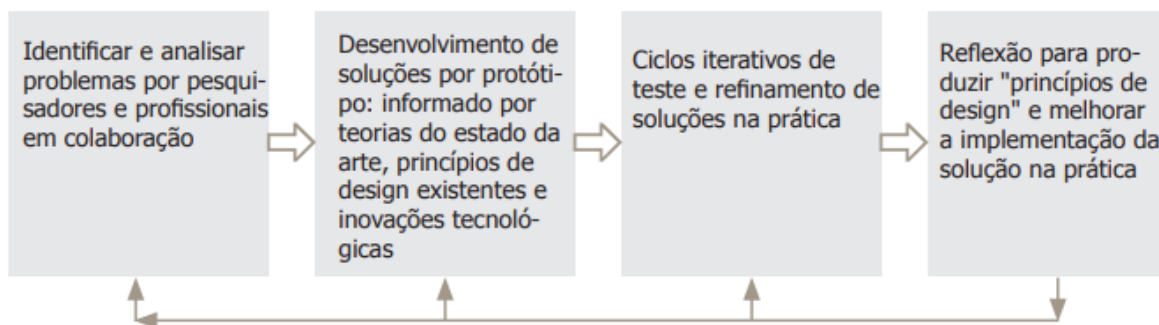 Identificar e analisar
problemas por pesqui-
sadores e profissionais
em colaboração
Desenvolvimento de
soluções por protóti-
po: informado por
teorias do estado da
arte, princípios de
design existentes e
inovações tecnoló-
gicas
Ciclos iterativos de
teste e refinamento de
soluções na prática
Reflexão para pro-
duzir "princípios de
design" e melhorar
a implementação da
solução na prática